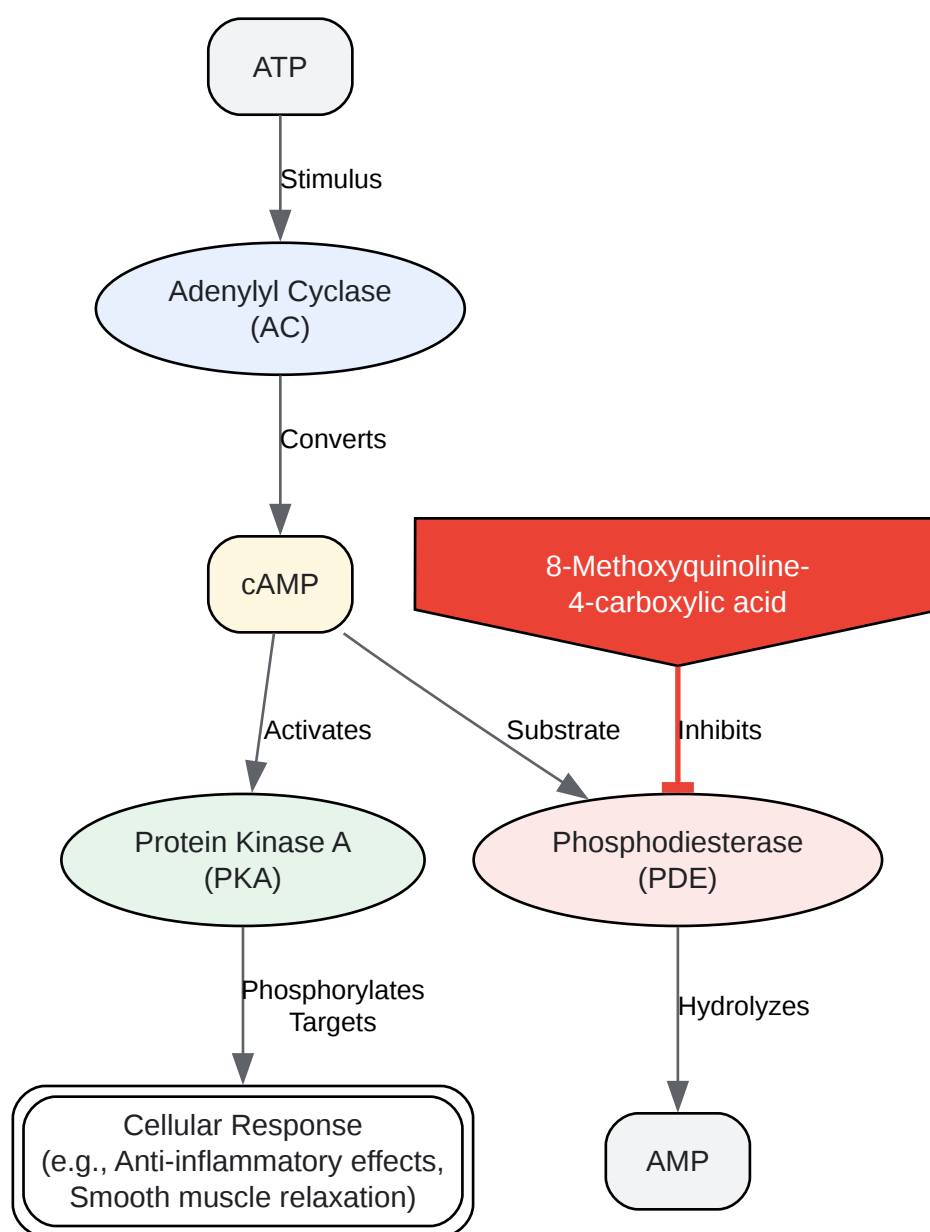 ATP
Stimulus
Adenylyl Cyclase
(AC)
Converts
cAMP
8-Methoxyquinoline-
4-carboxylic acid
Activates
Substrate
Inhibits
Protein Kinase A
(PKA)
Phosphodiesterase
(PDE)
Phosphorylates
Targets
Hydrolyzes
Cellular Response
(e.g., Anti-inflammatory effects,
Smooth muscle relaxation)
AMP